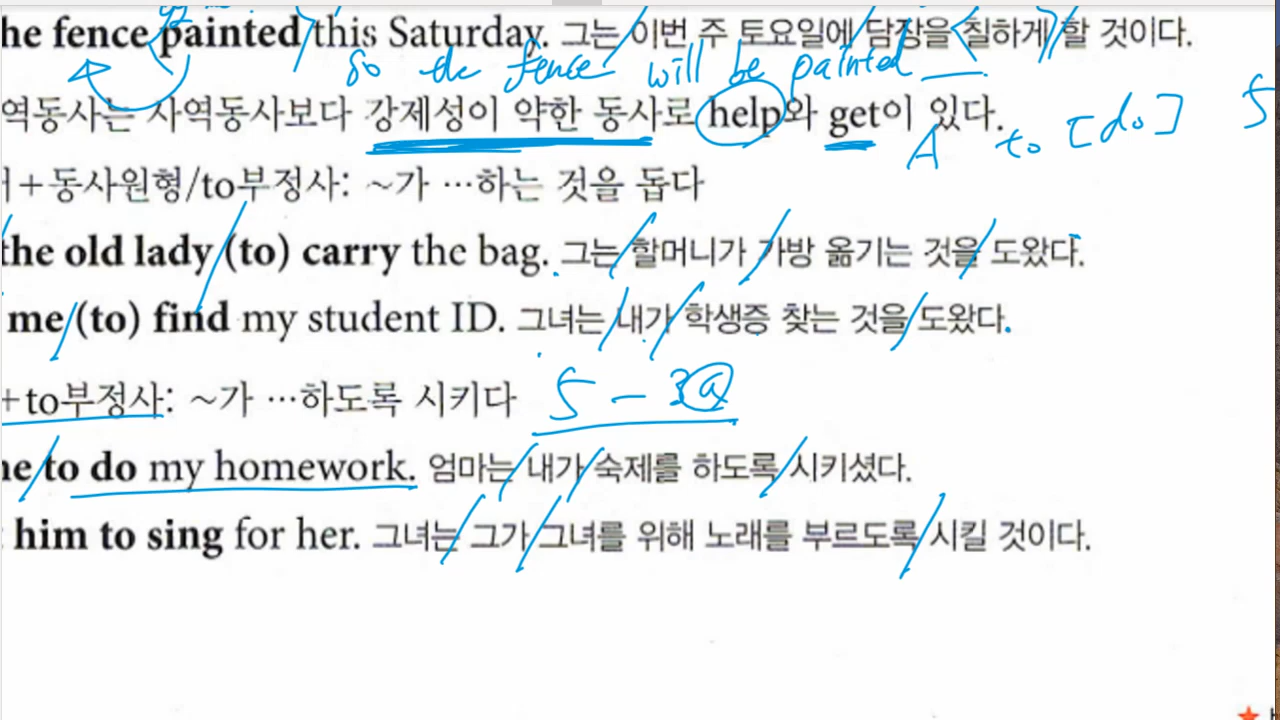 he fence painted this Saturday. 그는 이번 주 토요일에 담장을 칠하게 할 것이다.
so the fence will be painted
역동사는 사역동사보다 강제성이 약한 동사로 help와 get이 있다.
A to [do] 5
+동사원형/to부정사: ~가 …하는 것을 돕다
the old lady (to) carry the bag. 그는 할머니가 가방 옮기는 것을 도왔다.
me (to) find my student ID. 그녀는 내가 학생증 찾는 것을 도왔다.
+to부정사: ~가 …하도록 시키다 5-3
to do my homework. 엄마는 내가 숙제를 하도록 시키셨다.
him to sing for her. 그녀는 그가 그녀를 위해 노래를 부르도록 시킬 것이다.